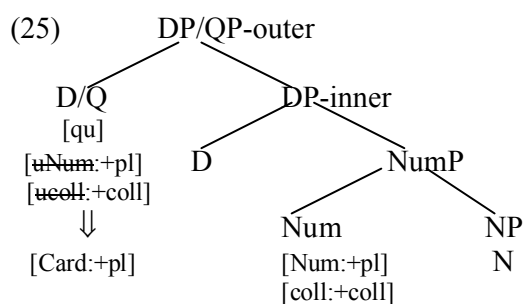 (25) DP/QP-outer
D/Q DP-inner
[qu]
[uNum:+pl] D NumP
[ucoll:+coll]
⇓ Num NP
[Card:+pl] [Num:+pl] N
[coll:+coll]